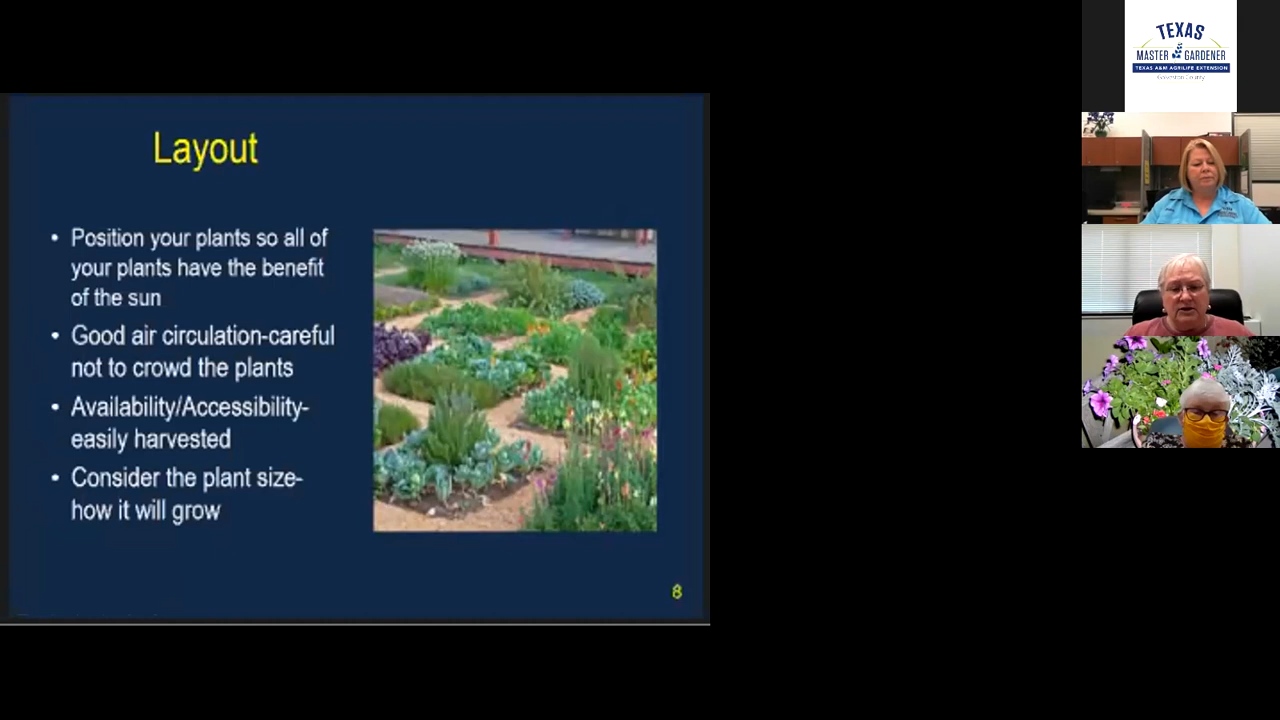 Layout
• Position your plants so all of
your plants have the benefit
of the sun
• Good air circulation-careful
not to crowd the plants
• Availability/Accessibility-
easily harvested
• Consider the plant size-
how it will grow
8
TEXAS
MASTER GARDENER
TEXAS A&M AGRILIFE EXTENSION
Galveston County